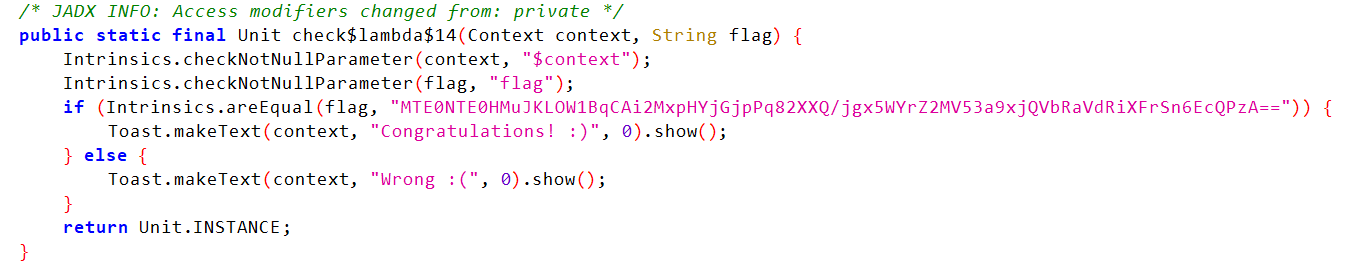 /* JADX INFO: Access modifiers changed from: private */
public static final Unit check$lambda$14(Context context, String flag) {
    Intrinsics.checkNotNullParameter(context, "$context");
    Intrinsics.checkNotNullParameter(flag, "flag");
    if (Intrinsics.areEqual(flag, "MTE0NTE0HMuJKLOW1BqCAi2MxpHYjGjpPq82XXQ/jgx5WYrZ2MV53a9xjQVbRaVdRiXFrSn6EcQPzA==")) {
        Toast.makeText(context, "Congratulations! :)", 0).show();
    } else {
        Toast.makeText(context, "Wrong :(", 0).show();
    }
    return Unit.INSTANCE;
}